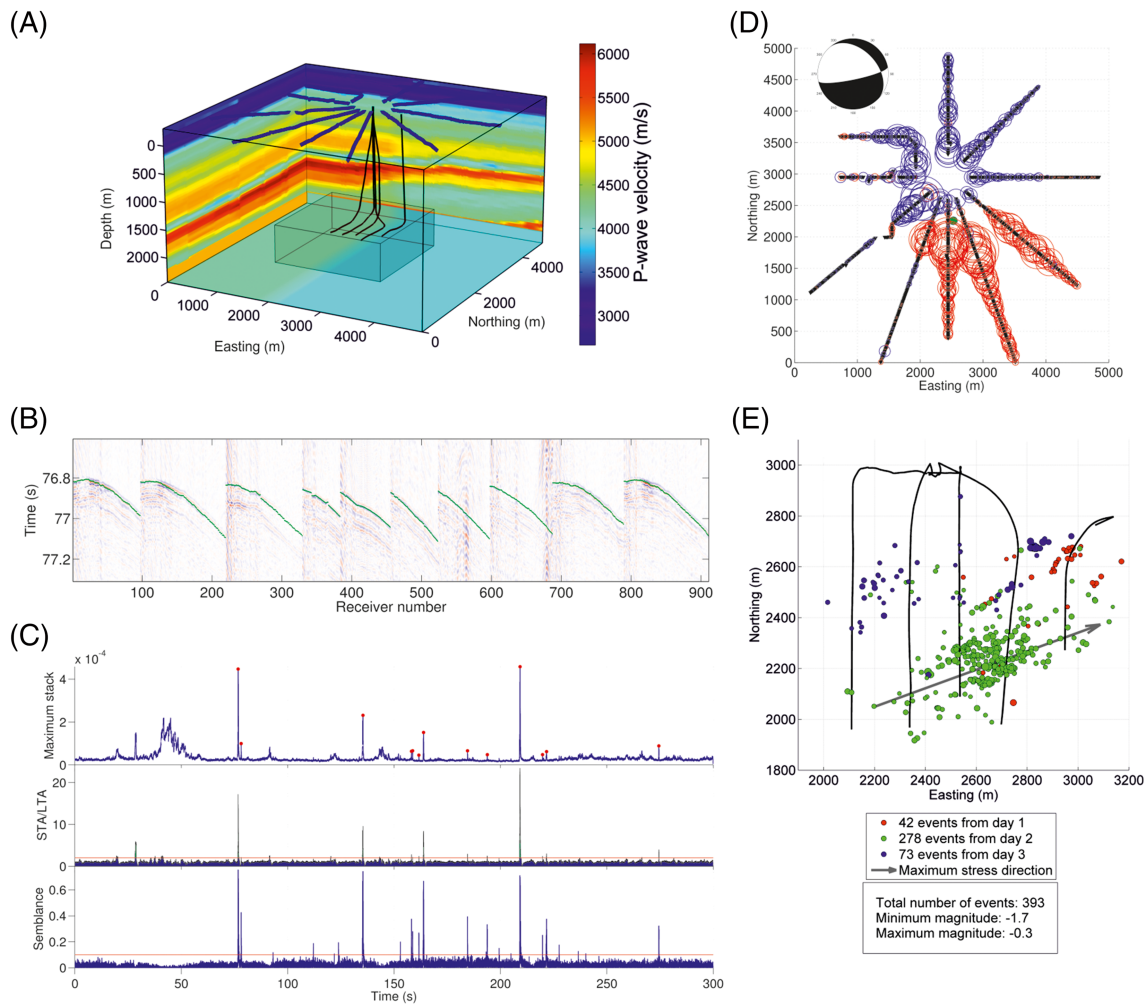 (A)
6000
5500
5000
4500
4000
3500
3000
P-wave velocity (m/s)
0
500
1000
1500
2000
Depth (m)
0
1000
2000
3000
4000
Easting (m)
0
2000
4000
Northing (m)
(B)
76.8
77
77.2
Time (s)
100 200 300 400 500 600 700 800 900
Receiver number
(C)
x 10-4
4
2
0
Maximum stack
20
10
0
STA/LTA
0.6
0.4
0.2
0
Semblance
0 50 100 150 200 250 300
Time (s)
(D)
5000
4500
4000
3500
3000
2500
2000
1500
1000
500
0
Northing (m)
0 1000 2000 3000 4000 5000
Easting (m)
(E)
3000
2800
2600
2400
2200
2000
1800
Northing (m)
2000 2200 2400 2600 2800 3000 3200
Easting (m)
42 events from day 1
278 events from day 2
73 events from day 3
Maximum stress direction
Total number of events: 393
Minimum magnitude: -1.7
Maximum magnitude: -0.3